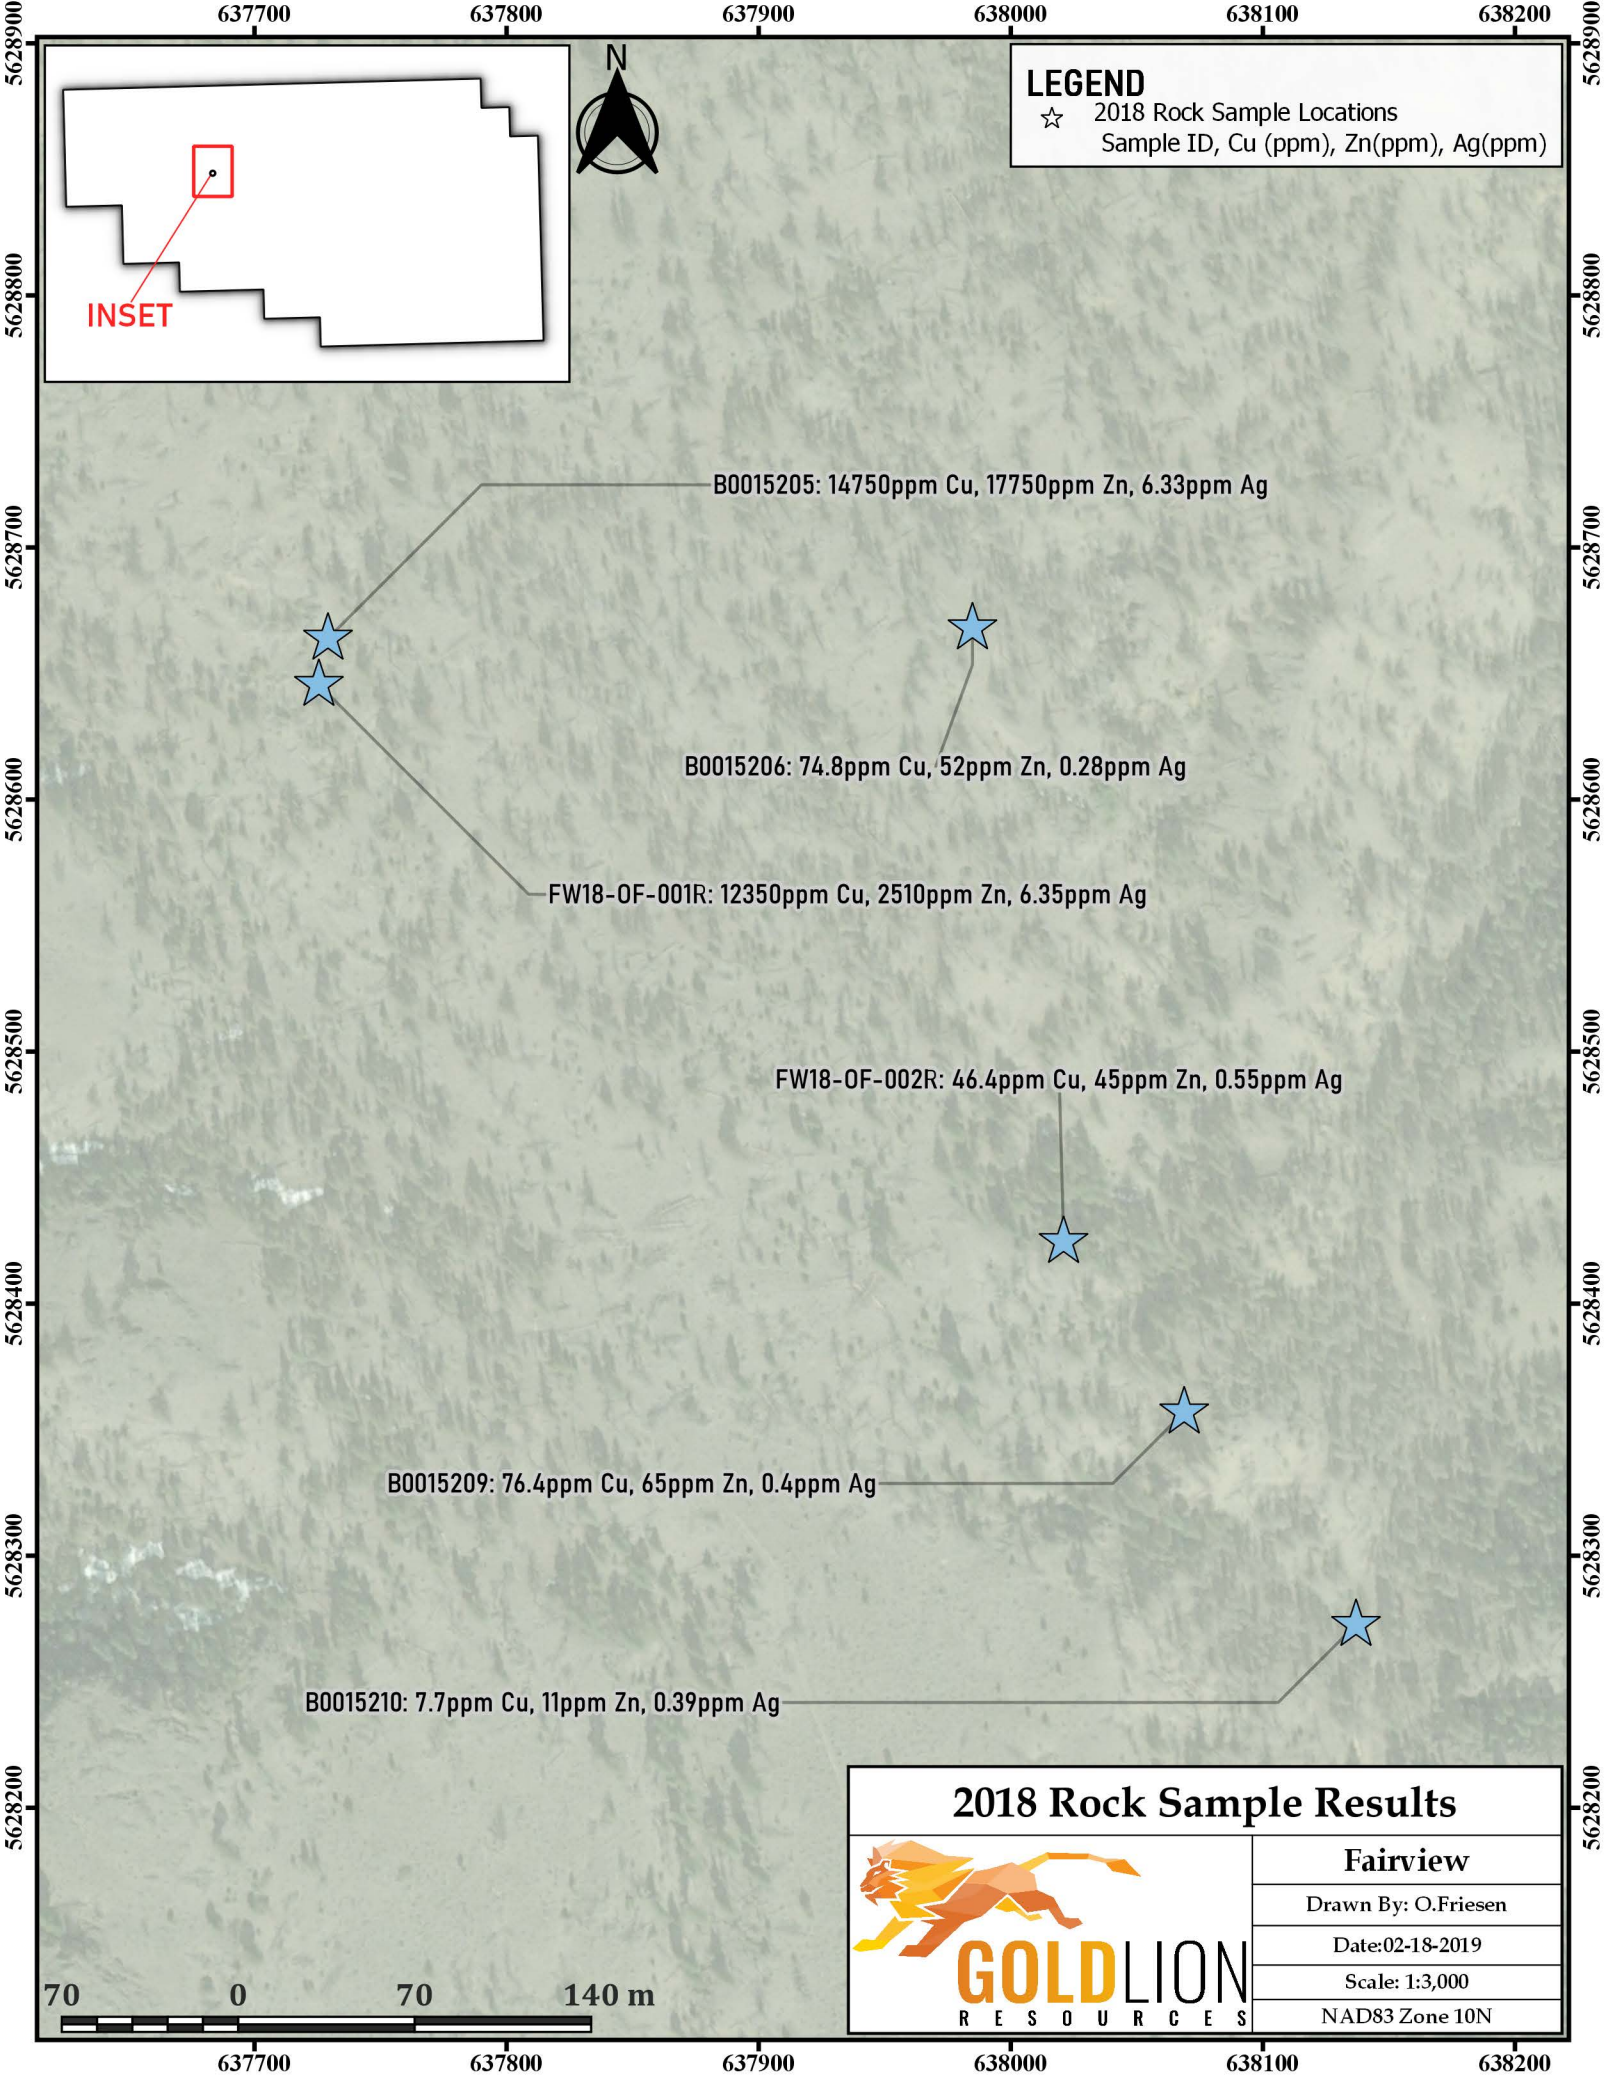 637700 637800 637900 638000 638100 638200
5628900
5628900
N
LEGEND
2018 Rock Sample Locations
Sample ID, Cu (ppm), Zn(ppm), Ag(ppm)
INSET
5628800
5628800
B0015205: 14750ppm Cu, 17750ppm Zn, 6.33ppm Ag
5628700
5628700
B0015206: 74.8ppm Cu, 52ppm Zn, 0.28ppm Ag
5628600
5628600
FW18-OF-001R: 12350ppm Cu, 2510ppm Zn, 6.35ppm Ag
5628500
5628500
FW18-OF-002R: 46.4ppm Cu, 45ppm Zn, 0.55ppm Ag
5628400
5628400
B0015209: 76.4ppm Cu, 65ppm Zn, 0.4ppm Ag
5628300
5628300
B0015210: 7.7ppm Cu, 11ppm Zn, 0.39ppm Ag
5628200
5628200
2018 Rock Sample Results
Fairview
Drawn By: O.Friesen
Date:02-18-2019
Scale: 1:3,000
NAD83 Zone 10N
GOLDLION
RESOURCES
70 0 70 140 m
637700 637800 637900 638000 638100 638200